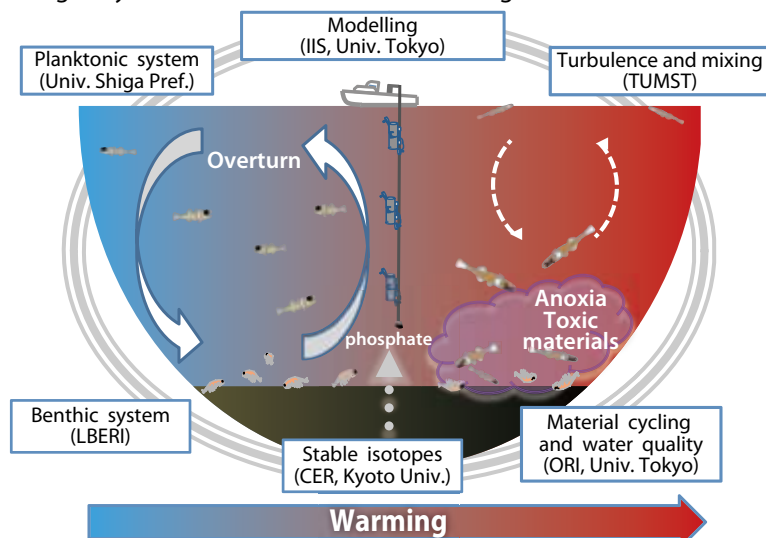 Modelling
(IIS, Univ. Tokyo)
Planktonic system
(Univ. Shiga Pref.)
Turbulence and mixing
(TUMST)
Overturn
Anoxia
Toxic
materials
phosphate
Benthic system
(LBERI)
Stable isotopes
(CER, Kyoto Univ.)
Material cycling
and water quality
(ORI, Univ. Tokyo)
Warming